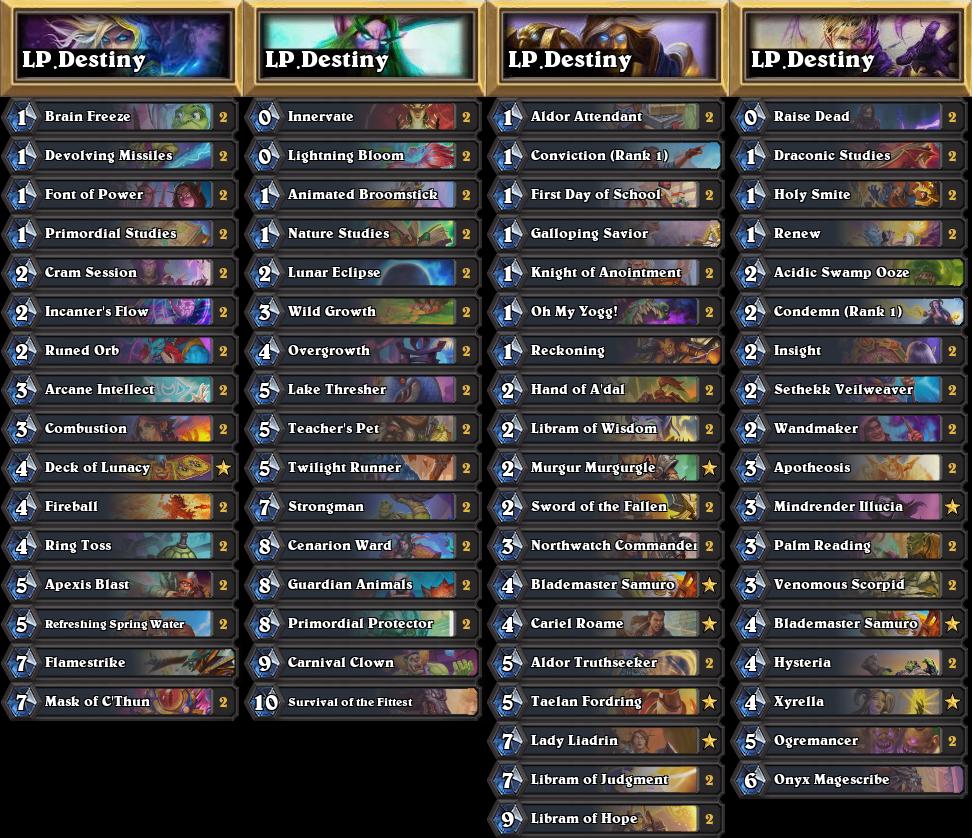 LP.Destiny
1 Brain Freeze 2
1 Devolving Missiles 2
1 Font of Power 2
1 Primordial Studies 2
2 Cram Session 2
2 Incanter's Flow 2
2 Runed Orb 2
3 Arcane Intellect 2
3 Combustion 2
4 Deck of Lunacy
4 Fireball 2
4 Ring Toss 2
5 Apexis Blast 2
5 Refreshing Spring Water 2
7 Flamestrike
7 Mask of C'Thun 2
LP.Destiny
0 Innervate 2
0 Lightning Bloom 2
1 Animated Broomstick 2
1 Nature Studies 2
2 Lunar Eclipse 2
3 Wild Growth 2
4 Overgrowth 2
5 Lake Thresher 2
5 Teacher's Pet 2
5 Twilight Runner 2
7 Strongman 2
8 Cenarion Ward 2
8 Guardian Animals 2
8 Primordial Protector 2
9 Carnival Clown
10 Survival of the Fittest
LP.Destiny
1 Aldor Attendant 2
1 Conviction (Rank 1)
1 First Day of School 2
1 Galloping Savior
1 Knight of Anointment 2
1 Oh My Yogg! 2
1 Reckoning
2 Hand of A'dal 2
2 Libram of Wisdom 2
2 Murgur Murgurgle
2 Sword of the Fallen 2
3 Northwatch Commander 2
4 Blademaster Samuro
4 Cariel Roame
5 Aldor Truthseeker 2
5 Taelan Fordring
7 Lady Liadrin
7 Libram of Judgment 2
9 Libram of Hope 2
LP.Destiny
0 Raise Dead 2
1 Draconic Studies 2
1 Holy Smite 2
1 Renew 2
2 Acidic Swamp Ooze
2 Condemn (Rank 1)
2 Insight 2
2 Sethekk Veilweaver 2
2 Wandmaker 2
3 Apotheosis 2
3 Mindrender Illucia
3 Palm Reading 2
3 Venomous Scorpid 2
4 Blademaster Samuro
4 Hysteria 2
4 Xyrella
5 Ogremancer 2
6 Onyx Magescribe